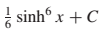 ⅙ sinh⁶ x + C